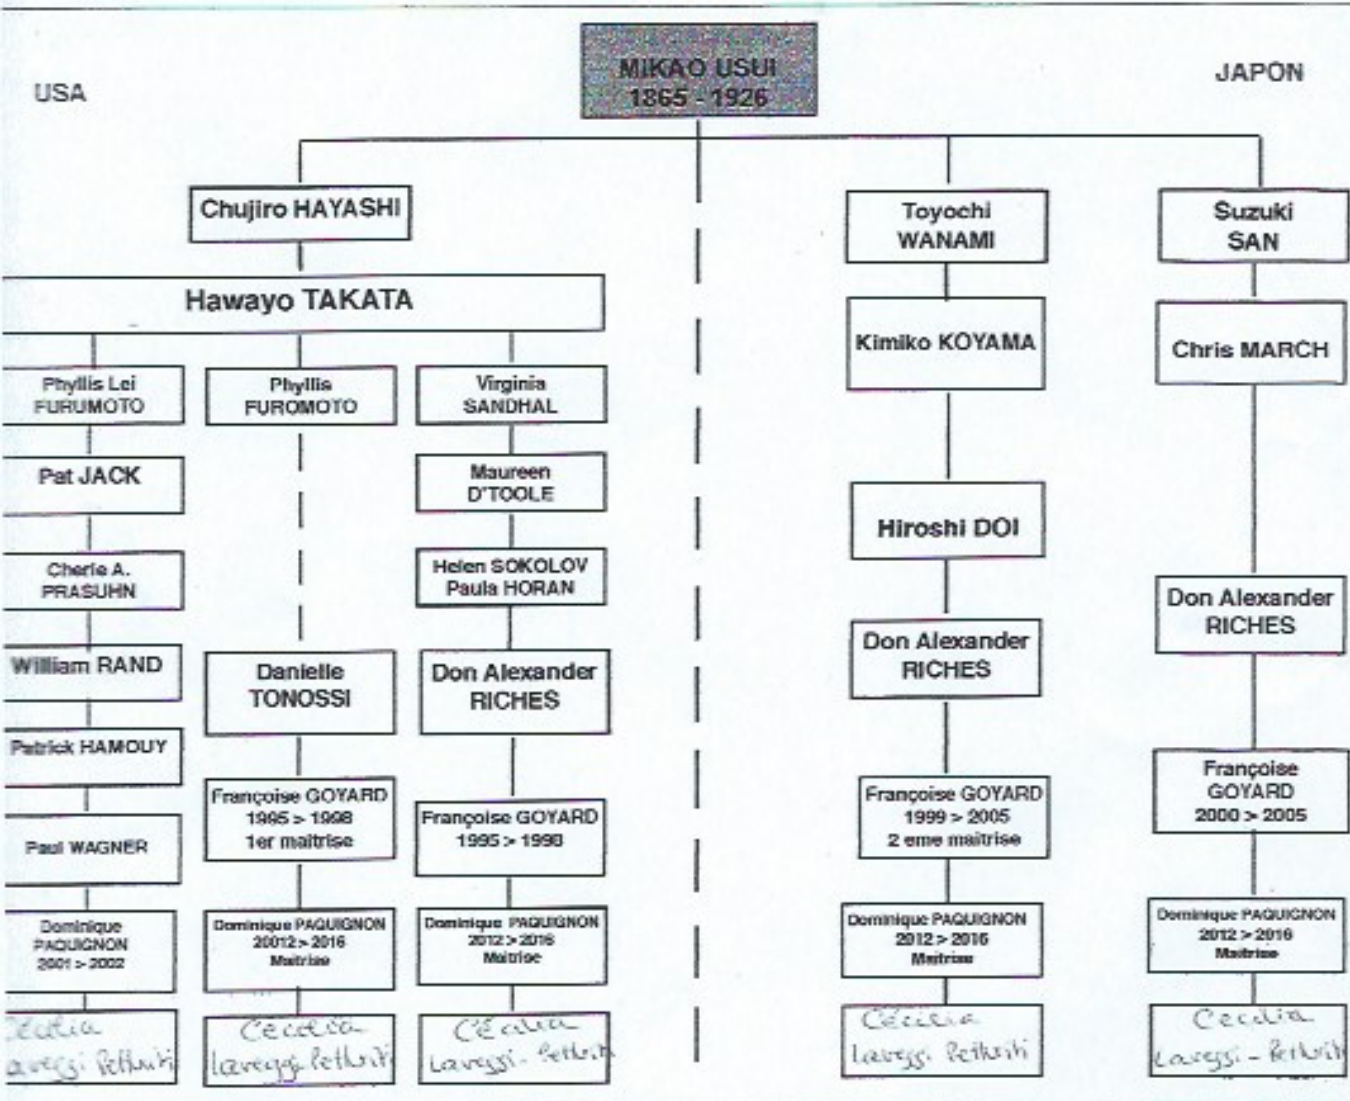 USA
MIKAO USUI
1865 - 1926
JAPON
Chujiro HAYASHI
Toyochi
WANAMI
Suzuki
SAN
Hawayo TAKATA
Kimiko KOYAMA
Chris MARCH
Phyllis Lei
FURUMOTO
Phyllis
FUROMOTO
Virginia
SANDHAL
Pat JACK
Maureen
D'TOOLE
Hiroshi DOI
Cherie A.
PRASUHN
Helen SOKOLOV
Paula HORAN
Don Alexander
RICHES
Don Alexander
RICHES
William RAND
Danielle
TONOSSI
Don Alexander
RICHES
Patrick HAMOUY
Françoise GOYARD
1995 > 1998
1er maitrise
Françoise GOYARD
1995 > 1998
Françoise GOYARD
1999 > 2005
2 eme maitrise
Françoise
GOYARD
2000 > 2005
Paul WAGNER
Dominique
PAQUIGNON
2001 > 2002
Dominique PAQUIGNON
20012 > 2016
Maitrise
Dominique PAQUIGNON
2012 > 2016
Maitrise
Dominique PAQUIGNON
2012 > 2016
Maitrise
Dominique PAQUIGNON
2012 > 2016
Maitrise
Cécilia
Laveggi Pethriti
Cécilia
Laveggi Pethriti
Cécilia
Laveggi-
Cécilia
Laveggi Pethriti
Cecilia
Laveggi-